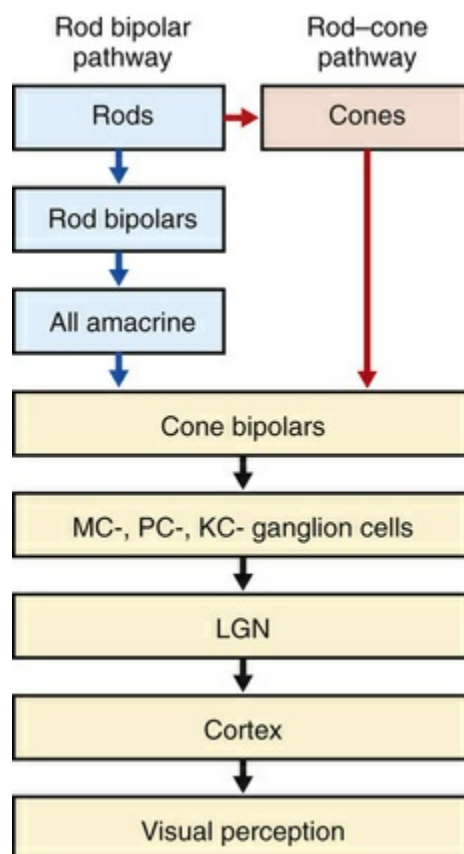 Rod bipolar
pathway
Rod–cone
pathway
Rods
Cones
Rod bipolars
All amacrine
Cone bipolars
MC-, PC-, KC- ganglion cells
LGN
Cortex
Visual perception